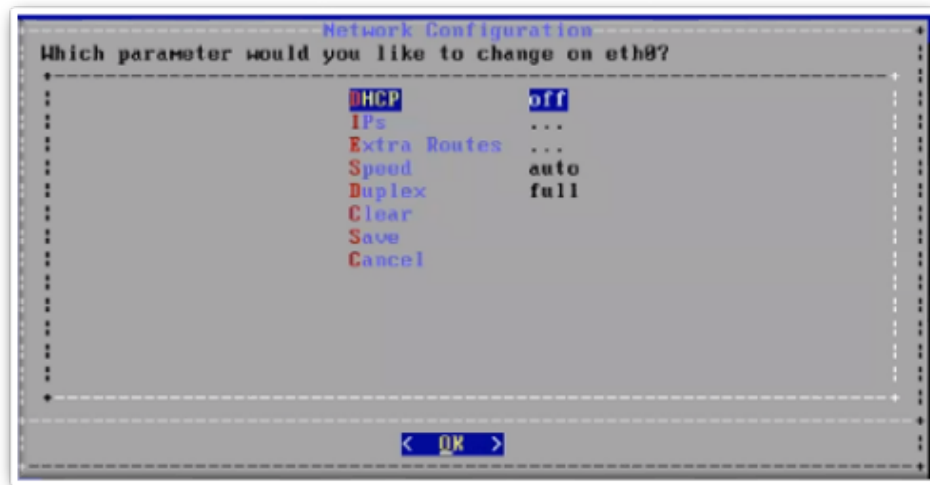 Network Configuration
Which parameter would you like to change on eth0?
DHCP off
IPs ...
Extra Routes ...
Speed auto
Duplex full
Clear
Save
Cancel
< OK >